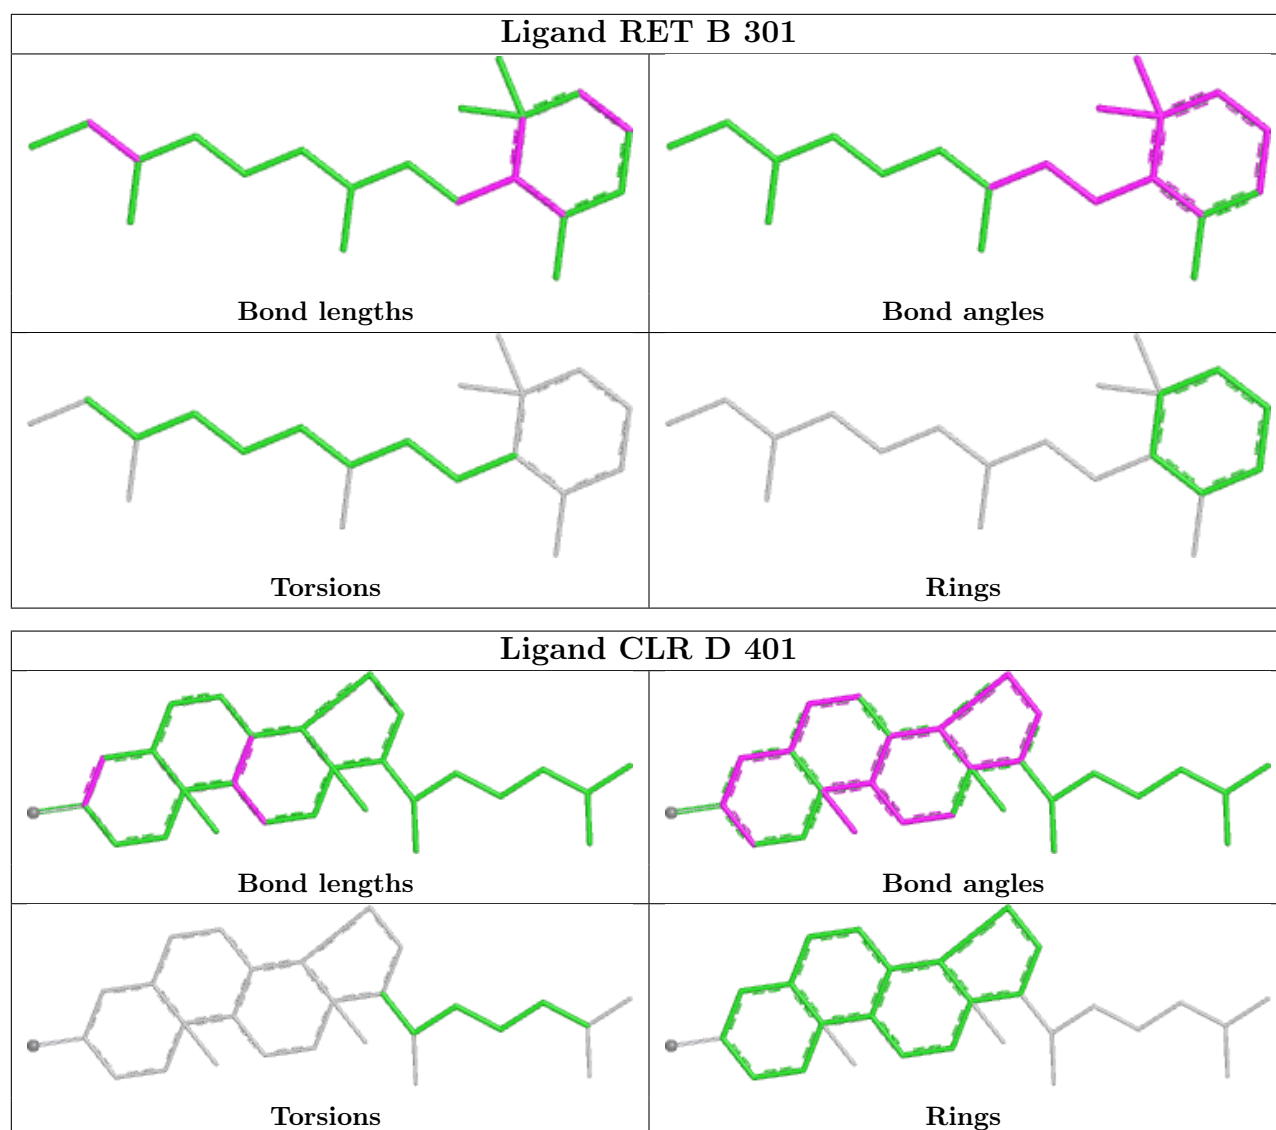 Ligand RET B 301
Bond lengths
Bond angles
Torsions
Rings
Ligand CLR D 401
Bond lengths
Bond angles
Torsions
Rings